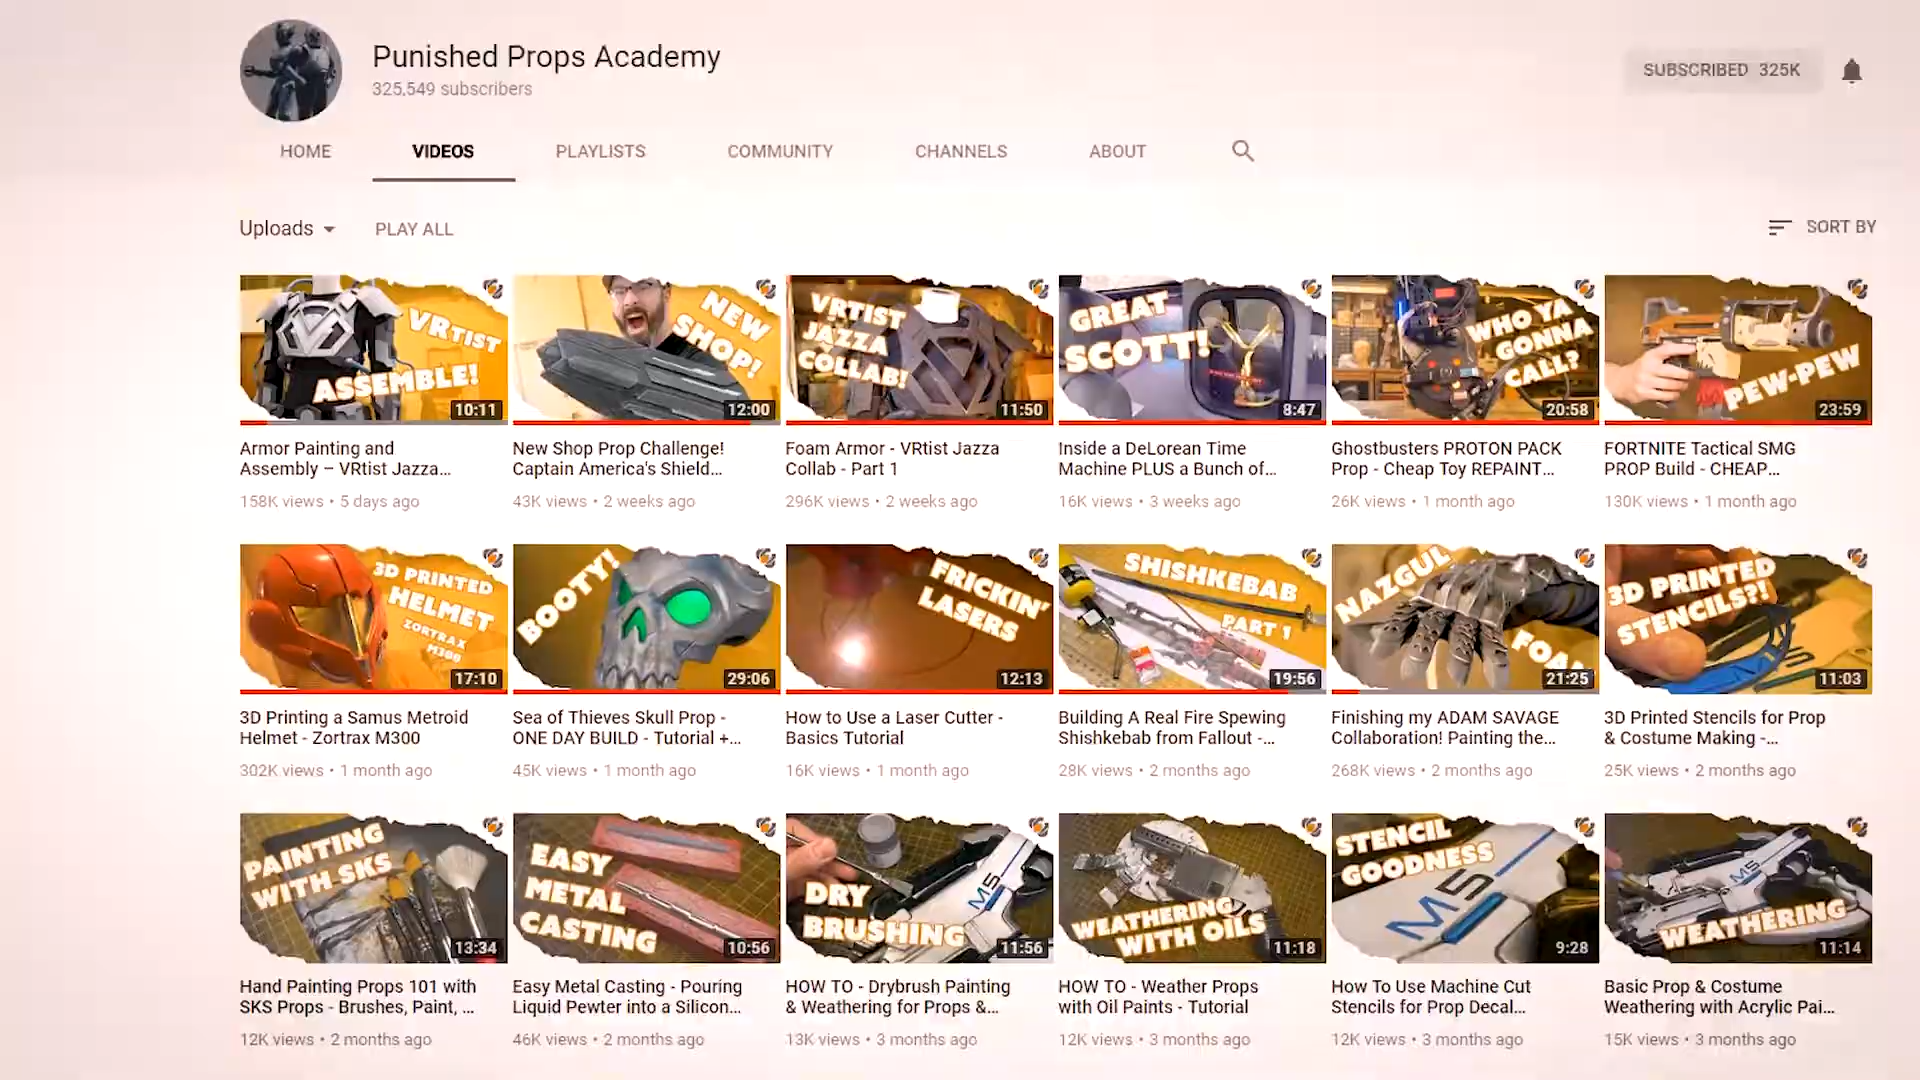 Punished Props Academy
325,549 subscribers
SUBSCRIBED 325K
HOME
VIDEOS
PLAYLISTS
COMMUNITY
CHANNELS
ABOUT
Uploads
PLAY ALL
SORT BY
VRTIST
ASSEMBLE!
10:11
NEW
SHOP!
12:00
VRTIST
JAZZA
COLLAB!
11:50
GREAT
SCOTT!
8:47
WHO YA
GONNA
CALL?
20:58
PEW-PEW
23:59
Armor Painting and
Assembly – VRtist Jazza...
158K views • 5 days ago
New Shop Prop Challenge!
Captain America's Shield...
43K views • 2 weeks ago
Foam Armor - VRtist Jazza
Collab - Part 1
296K views • 2 weeks ago
Inside a DeLorean Time
Machine PLUS a Bunch of...
16K views • 3 weeks ago
Ghostbusters PROTON PACK
Prop - Cheap Toy REPAINT...
26K views • 1 month ago
FORTNITE Tactical SMG
PROP Build - CHEAP...
130K views • 1 month ago
3D PRINTED
HELMET
ZORTRAX
M300
17:10
BOOTY!
29:06
FRICKIN'
LASERS
12:13
SHISHKEBAB
PART 1
19:56
NAZGUL
FOAM
21:25
3D PRINTED
STENCILS?!
11:03
3D Printing a Samus Metroid
Helmet - Zortrax M300
302K views • 1 month ago
Sea of Thieves Skull Prop -
ONE DAY BUILD - Tutorial +...
45K views • 1 month ago
How to Use a Laser Cutter -
Basics Tutorial
16K views • 1 month ago
Building A Real Fire Spewing
Shishkebab from Fallout -...
28K views • 2 months ago
Finishing my ADAM SAVAGE
Collaboration! Painting the...
268K views • 2 months ago
3D Printed Stencils for Prop
& Costume Making -...
25K views • 2 months ago
PAINTING
WITH SKS
13:34
EASY
METAL
CASTING
10:56
M5
DRY
BRUSHING
11:56
WEATHERING
WITH OILS
11:18
STENCIL
GOODNESS
M5
9:28
M5
WEATHERING
11:14
Hand Painting Props 101 with
SKS Props - Brushes, Paint, ...
12K views • 2 months ago
Easy Metal Casting - Pouring
Liquid Pewter into a Silicon...
46K views • 2 months ago
HOW TO - Drybrush Painting
& Weathering for Props &...
13K views • 3 months ago
HOW TO - Weather Props
with Oil Paints - Tutorial
12K views • 3 months ago
How To Use Machine Cut
Stencils for Prop Decal...
12K views • 3 months ago
Basic Prop & Costume
Weathering with Acrylic Pai...
15K views • 3 months ago